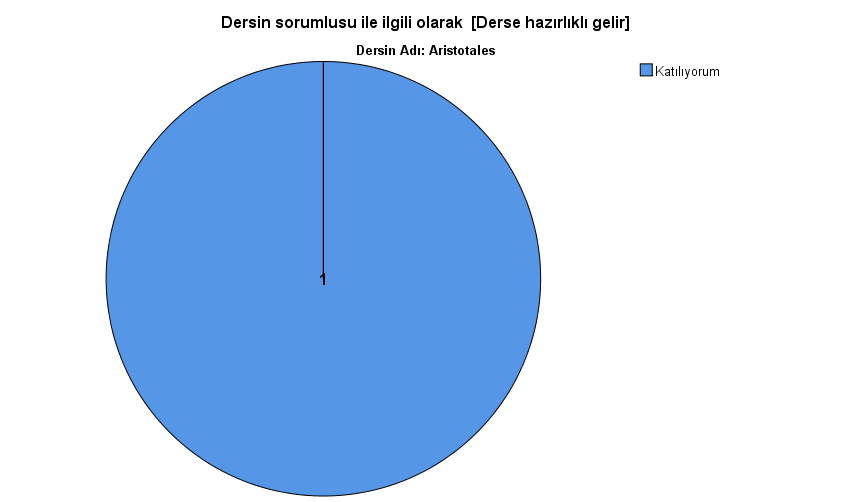 Dersin sorumlusu ile ilgili olarak [Derse hazırlıklı gelir]
Dersin Adı: Aristotales
Katılıyorum
1